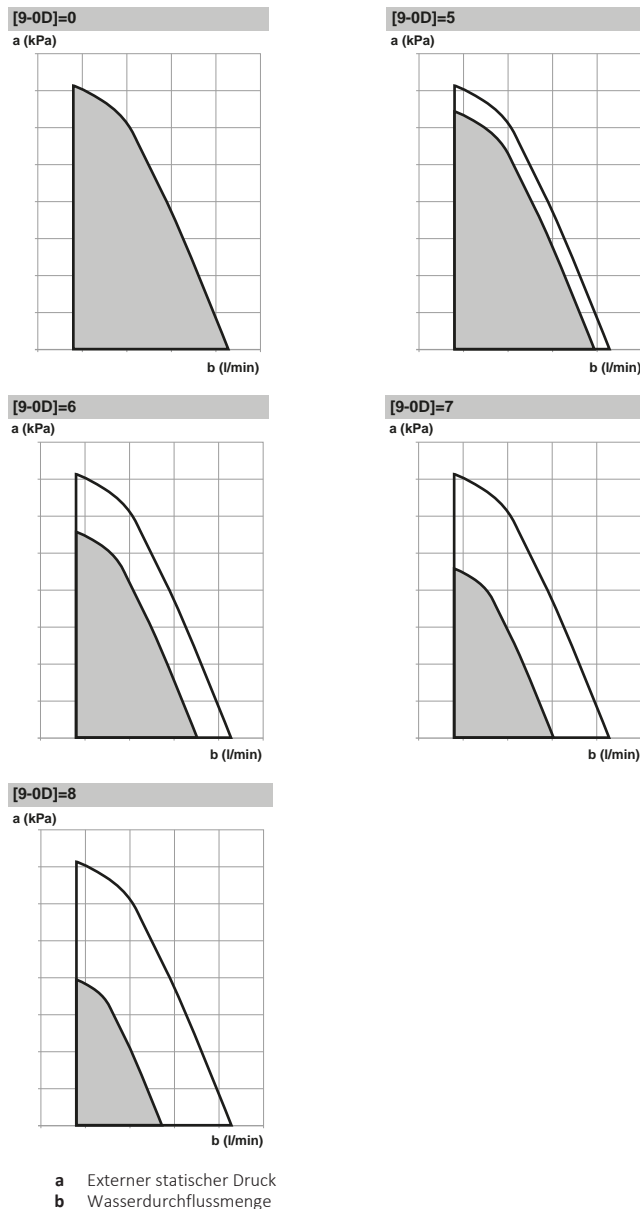 [9-0D]=0
a (kPa)
b (l/min)
[9-0D]=5
a (kPa)
b (l/min)
[9-0D]=6
a (kPa)
b (l/min)
[9-0D]=7
a (kPa)
b (l/min)
[9-0D]=8
a (kPa)
b (l/min)
a Externer statischer Druck
b Wasserdurchflussmenge